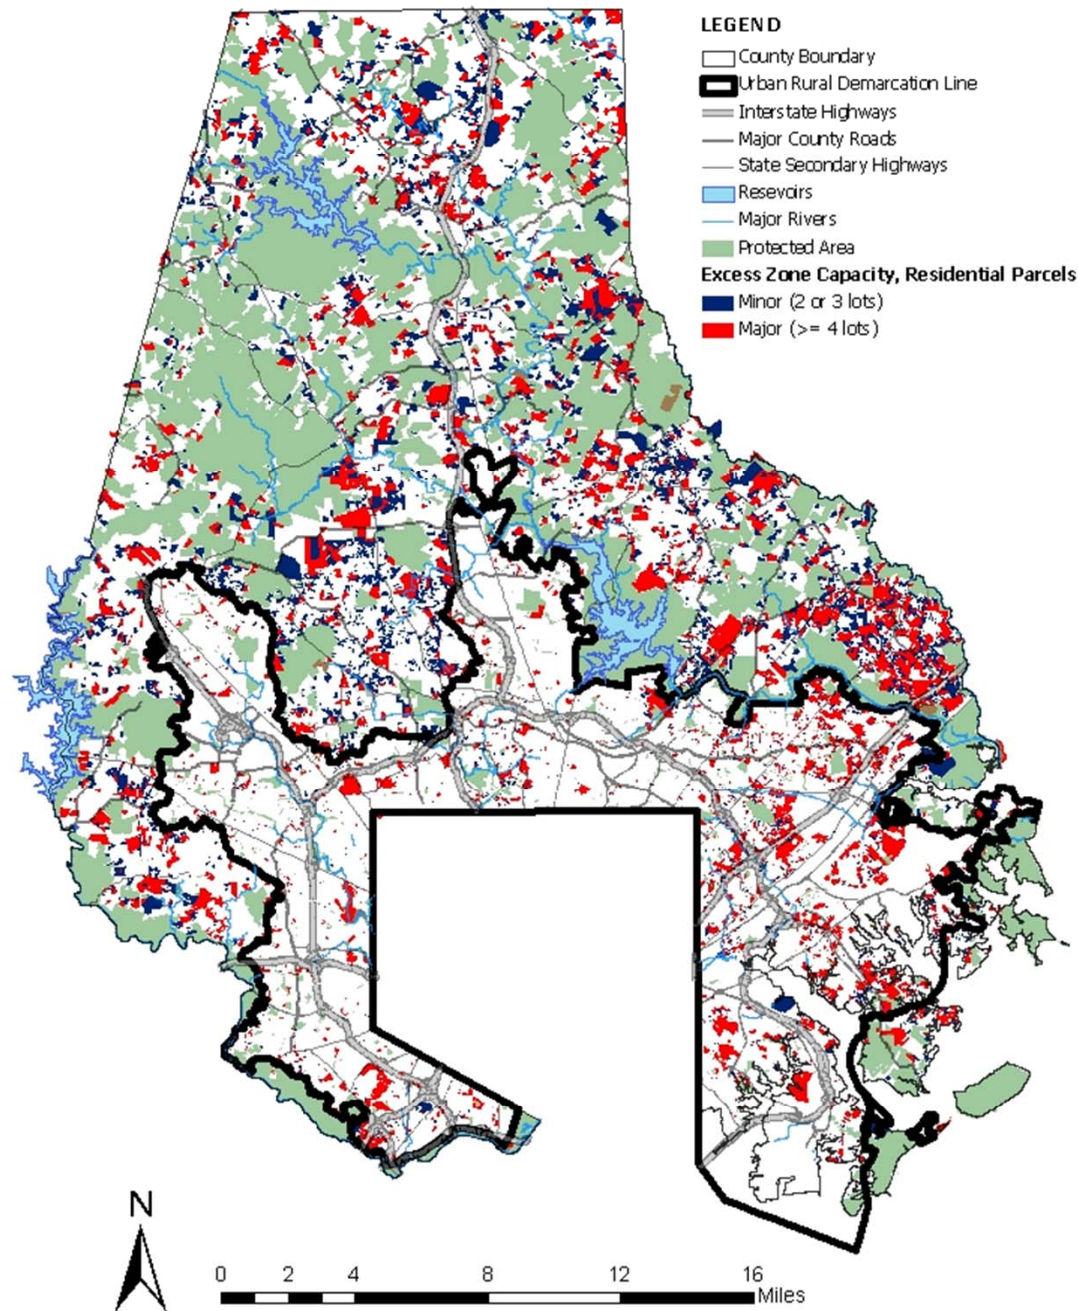 LEGEND
County Boundary
Urban Rural Demarcation Line
Interstate Highways
Major County Roads
State Secondary Highways
Resevoirs
Major Rivers
Protected Area
Excess Zone Capacity, Residential Parcels
Minor (2 or 3 lots)
Major (>= 4 lots)
N
0 2 4 8 12 16
Miles